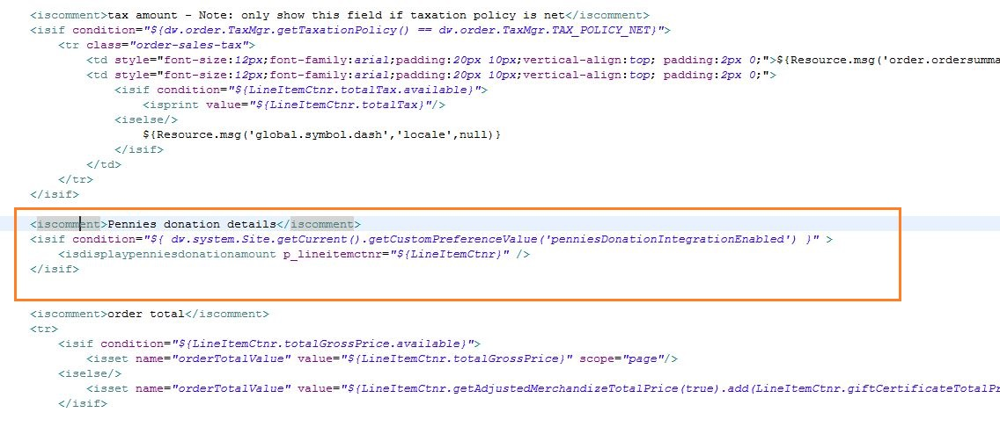 <iscomment>tax amount - Note: only show this field if taxation policy is net</iscomment>
<isif condition="${dw.order.TaxMgr.getTaxationPolicy() == dw.order.TaxMgr.TAX_POLICY_NET}">
<tr class="order-sales-tax">
<td style="font-size:12px;font-family:arial;padding:20px 10px;vertical-align:top; padding:2px 0;">${Resource.msg('order.ordersumma
<td style="font-size:12px;font-family:arial;padding:20px 10px;vertical-align:top; padding:2px 0;">
<isif condition="${LineItemCtnr.totalTax.available}">
<isprint value="${LineItemCtnr.totalTax}"/>
<iselse/>
${Resource.msg('global.symbol.dash','locale',null)}
</isif>
</td>
</tr>
</isif>
<iscomment>Pennies donation details</iscomment>
<isif condition="${ dw.system.Site.getCurrent().getCustomPreferenceValue('penniesDonationIntegrationEnabled') }" >
<isdisplaypenniesdonationamount p_lineitemctnr="${LineItemCtnr}" />
</isif>
<iscomment>order total</iscomment>
<tr>
<isif condition="${LineItemCtnr.totalGrossPrice.available}">
<isset name="orderTotalValue" value="${LineItemCtnr.totalGrossPrice}" scope="page"/>
<iselse/>
<isset name="orderTotalValue" value="${LineItemCtnr.getAdjustedMerchandizeTotalPrice(true).add(LineItemCtnr.giftCertificateTotalPr
</isif>